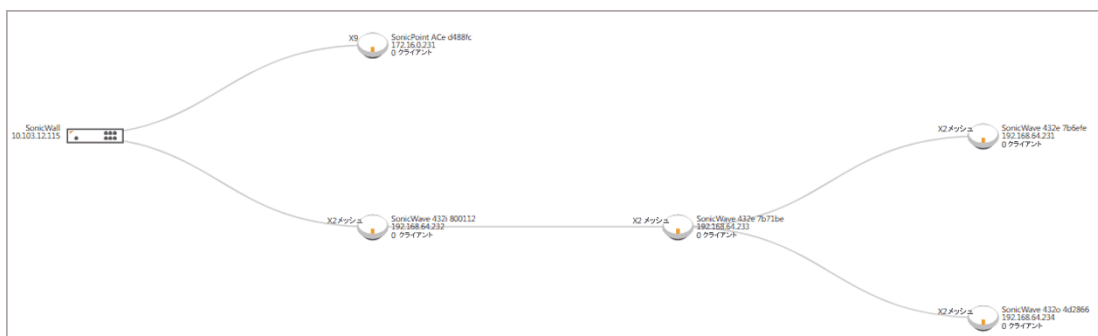 X9
SonicPoint ACe d488fc
172.16.0.231
0 クライアント
SonicWall
10.103.12.115
X2メッシュ
SonicWave 432e 7b6efe
192.168.64.231
0 クライアント
X2メッシュ
SonicWave 432i 800112
192.168.64.232
0 クライアント
X2 メッシュ
SonicWave 432e 7b71be
192.168.64.233
0 クライアント
X2メッシュ
SonicWave 432o 4d2866
192.168.64.234
0 クライアント